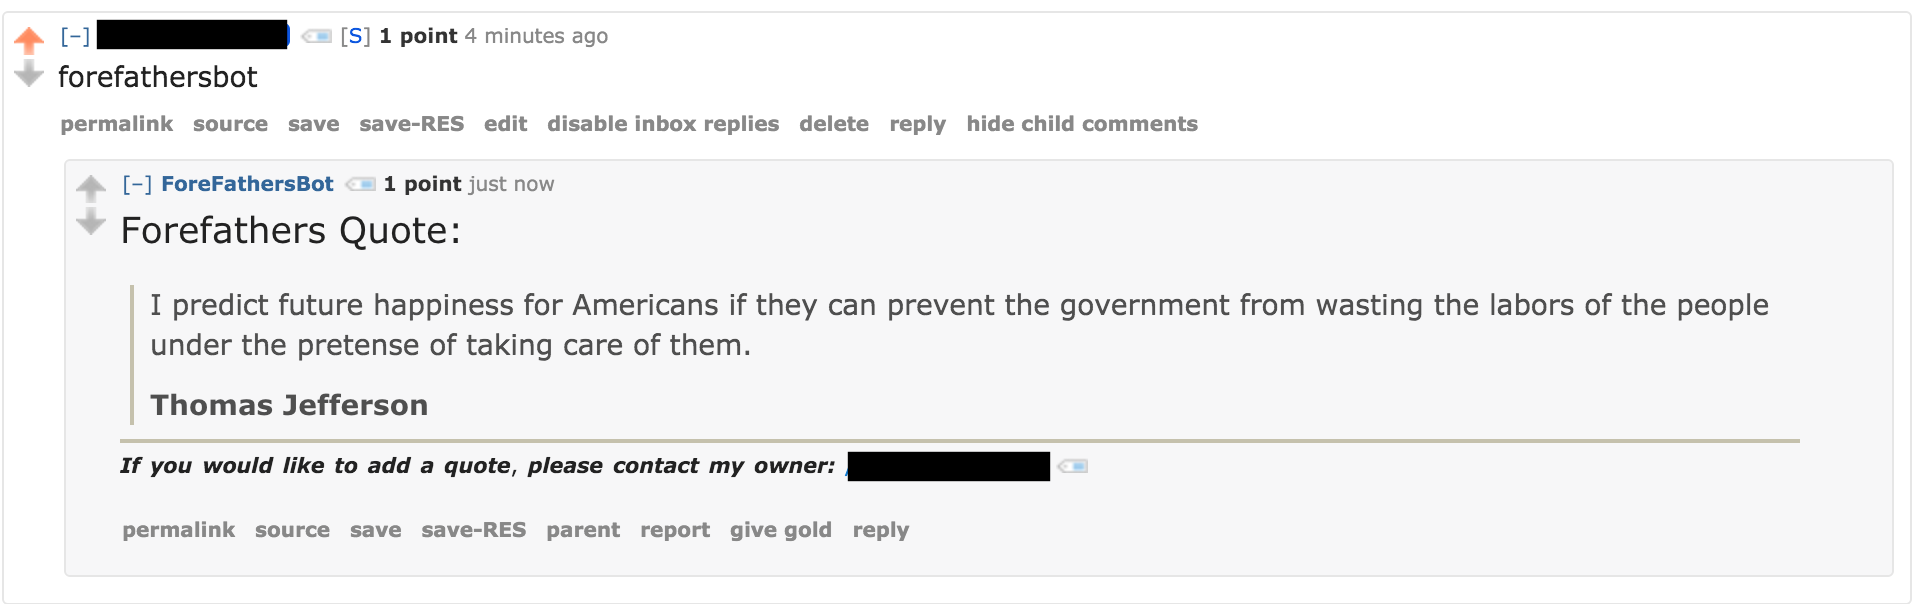 [–] [S] 1 point 4 minutes ago
forefathersbot
permalink source save save-RES edit disable inbox replies delete reply hide child comments
[–] ForeFathersBot 1 point just now
Forefathers Quote:
I predict future happiness for Americans if they can prevent the government from wasting the labors of the people
under the pretense of taking care of them.
Thomas Jefferson
If you would like to add a quote, please contact my owner:
permalink source save save-RES parent report give gold reply